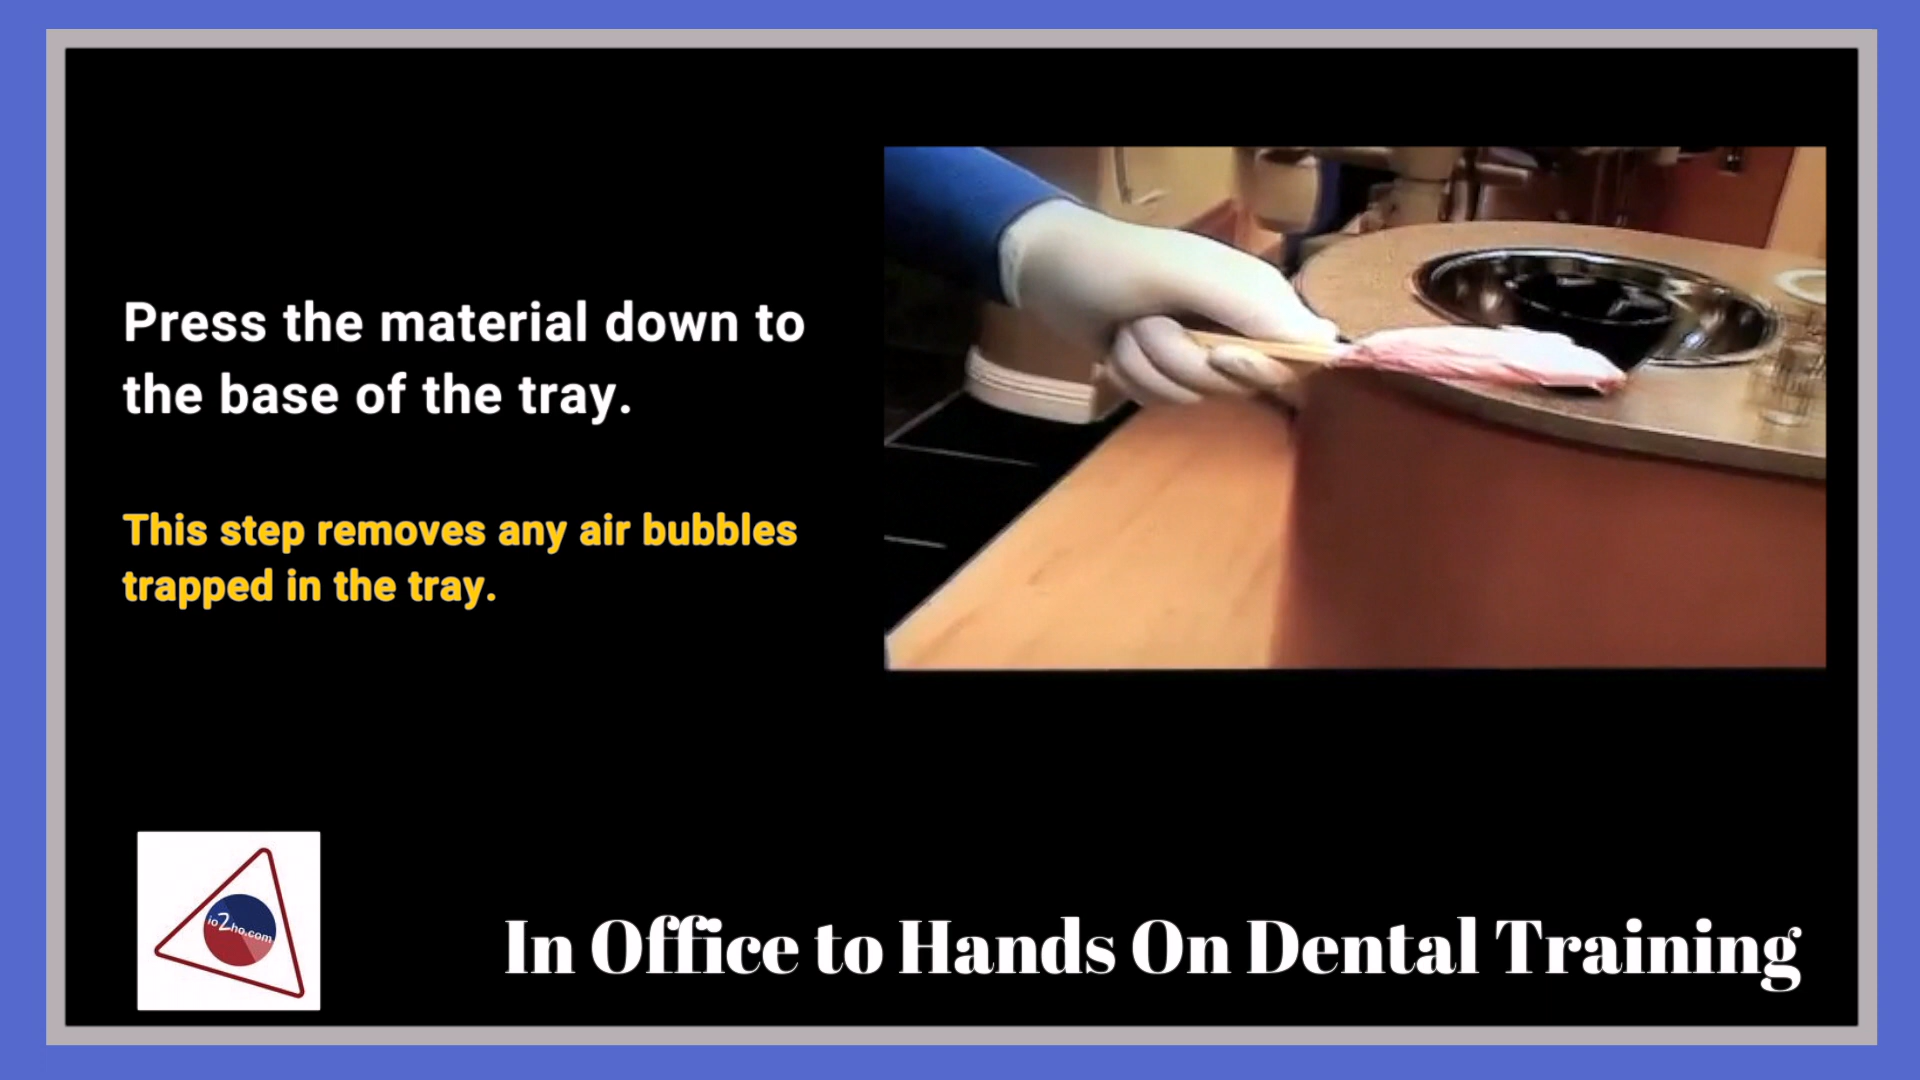 Press the material down to
the base of the tray.
This step removes any air bubbles
trapped in the tray.
io2ho.com
In Office to Hands On Dental Training